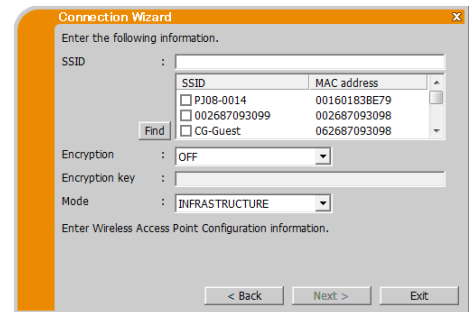 Connection Wizard x
Enter the following information.
SSID :
SSID MAC address
PJ08-0014 00160183BE79
002687093099 002687093098
CG-Guest 062687093098
Find
Encryption : OFF
Encryption key :
Mode : INFRASTRUCTURE
Enter Wireless Access Point Configuration information.
< Back Next > Exit